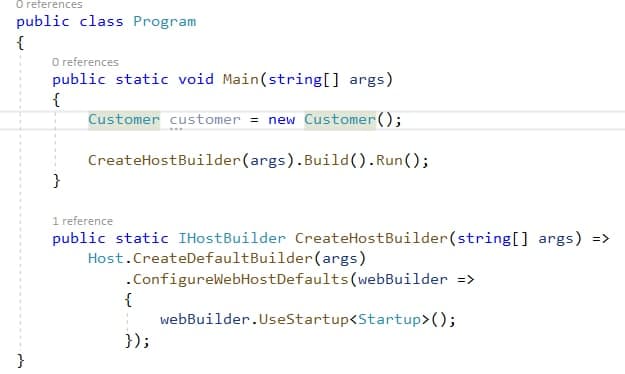 0 references
public class Program
{
0 references
public static void Main(string[] args)
{
Customer customer = new Customer();
CreateHostBuilder(args).Build().Run();
}
1 reference
public static IHostBuilder CreateHostBuilder(string[] args) =>
Host.CreateDefaultBuilder(args)
.ConfigureWebHostDefaults(webBuilder =>
{
webBuilder.UseStartup<Startup>();
});
}